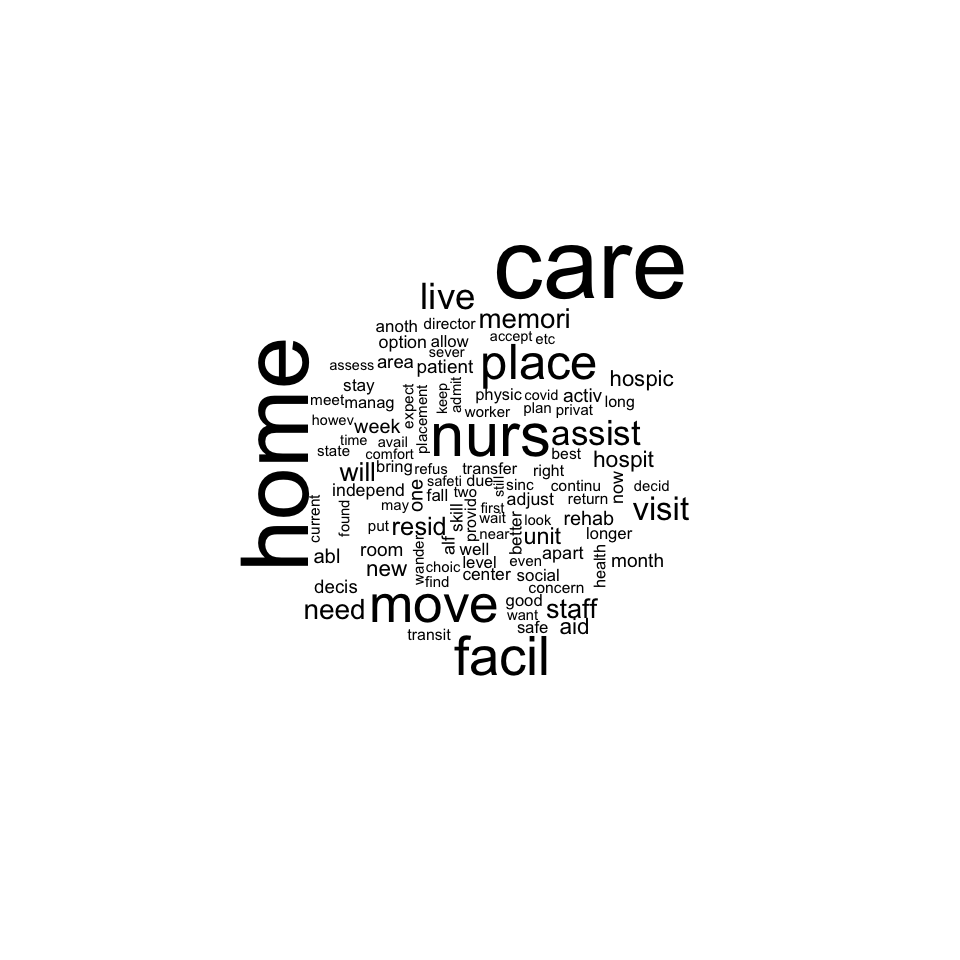 care
live
memori
anoth
director
accept
etc
option
allow
sever
place
assess
area
patient
hospic
home
stay
expect
placement
keep
admit
physic
covid
activ
long
meet
manag
worker
plan
privat
howev
week
nurs
assist
time
avail
state
comfort
best
hospit
will
bring
refus
transfer
right
independ
one
safeti
due
still
sinc
continu
now
decid
fall
two
adjust
return
visit
current
found
may
skill
provid
first
put
resid
wait
look
rehab
near
better
unit
longer
abl
room
wander
alf
well
even
apart
health
month
new
choic
level
find
center
social
decis
concern
need
move
good
want
staff
safe
aid
transit
facil